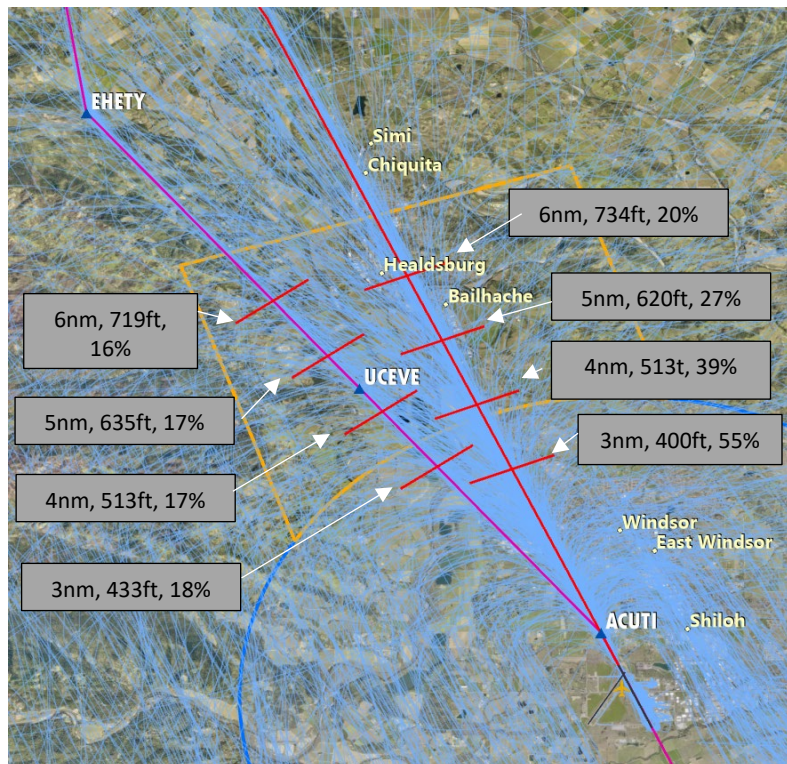 EHETY
Simi
Chiquita
6nm, 734ft, 20%
Healdsburg
Bailhache
5nm, 620ft, 27%
6nm, 719ft,
16%
4nm, 513t, 39%
UCEVE
5nm, 635ft, 17%
3nm, 400ft, 55%
4nm, 513ft, 17%
Windsor
East Windsor
3nm, 433ft, 18%
ACUTI
Shiloh